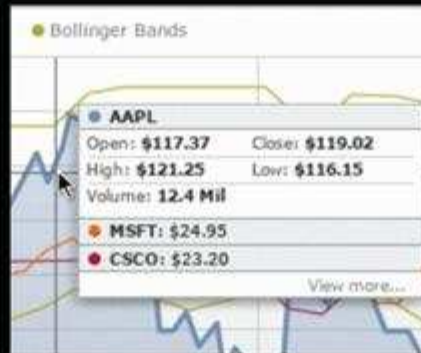 Bollinger Bands
AAPL
Open: $117.37 Close: $119.02
High: $121.25 Low: $116.15
Volume: 12.4 Mil
MSFT: $24.95
CSCO: $23.20
View more...